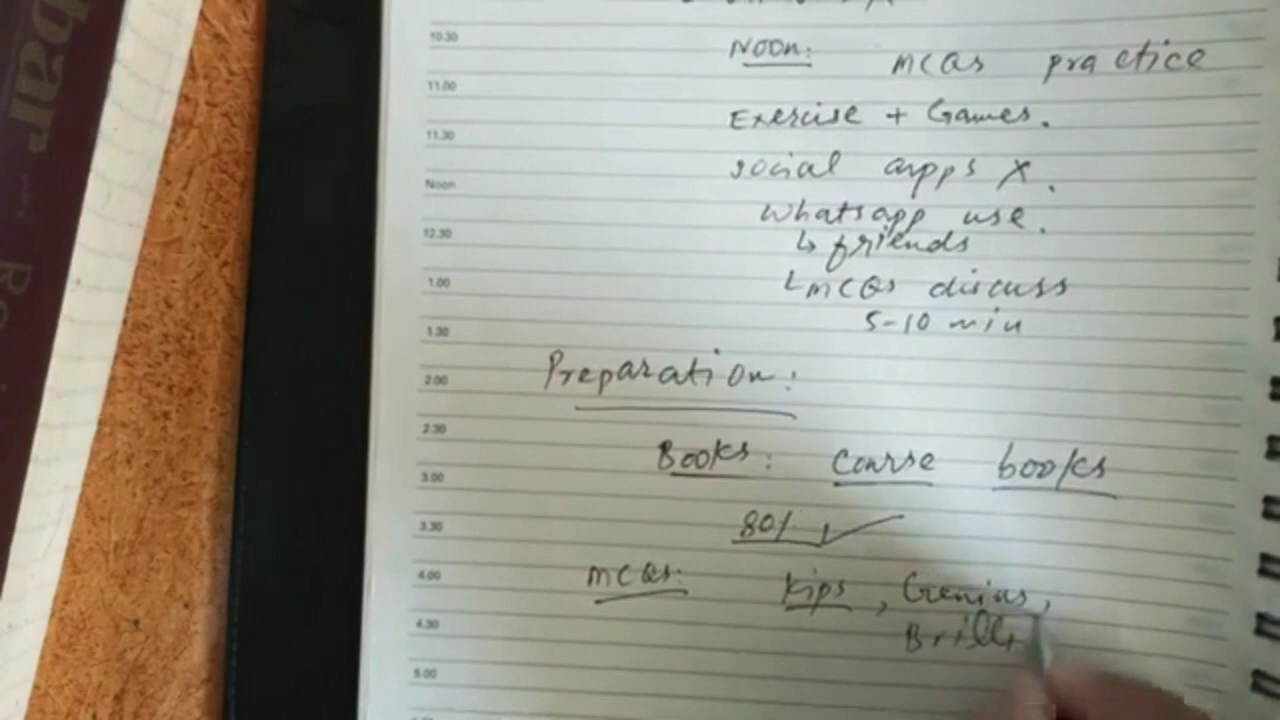 10.30
Noon: MCQs practice
11.00
Exercise + Games.
11.30
social apps X.
Noon
Whatsapp use.
12.30
↳ friends
1.00
↳ MCQs discuss
1.30
5-10 min
Preparation:
2.00
2.30
Books: course books
3.00
3.30
80% ✓
4.00
MCQs: Kips, Genius,
4.30
Brilli
5.00
bar